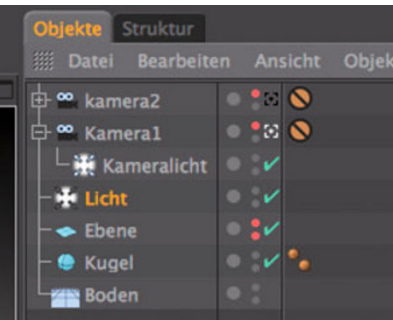 Objekte Struktur
Datei Bearbeiten Ansicht Objek
kamera2
Kamera1
Kameralicht
Licht
Ebene
Kugel
Boden